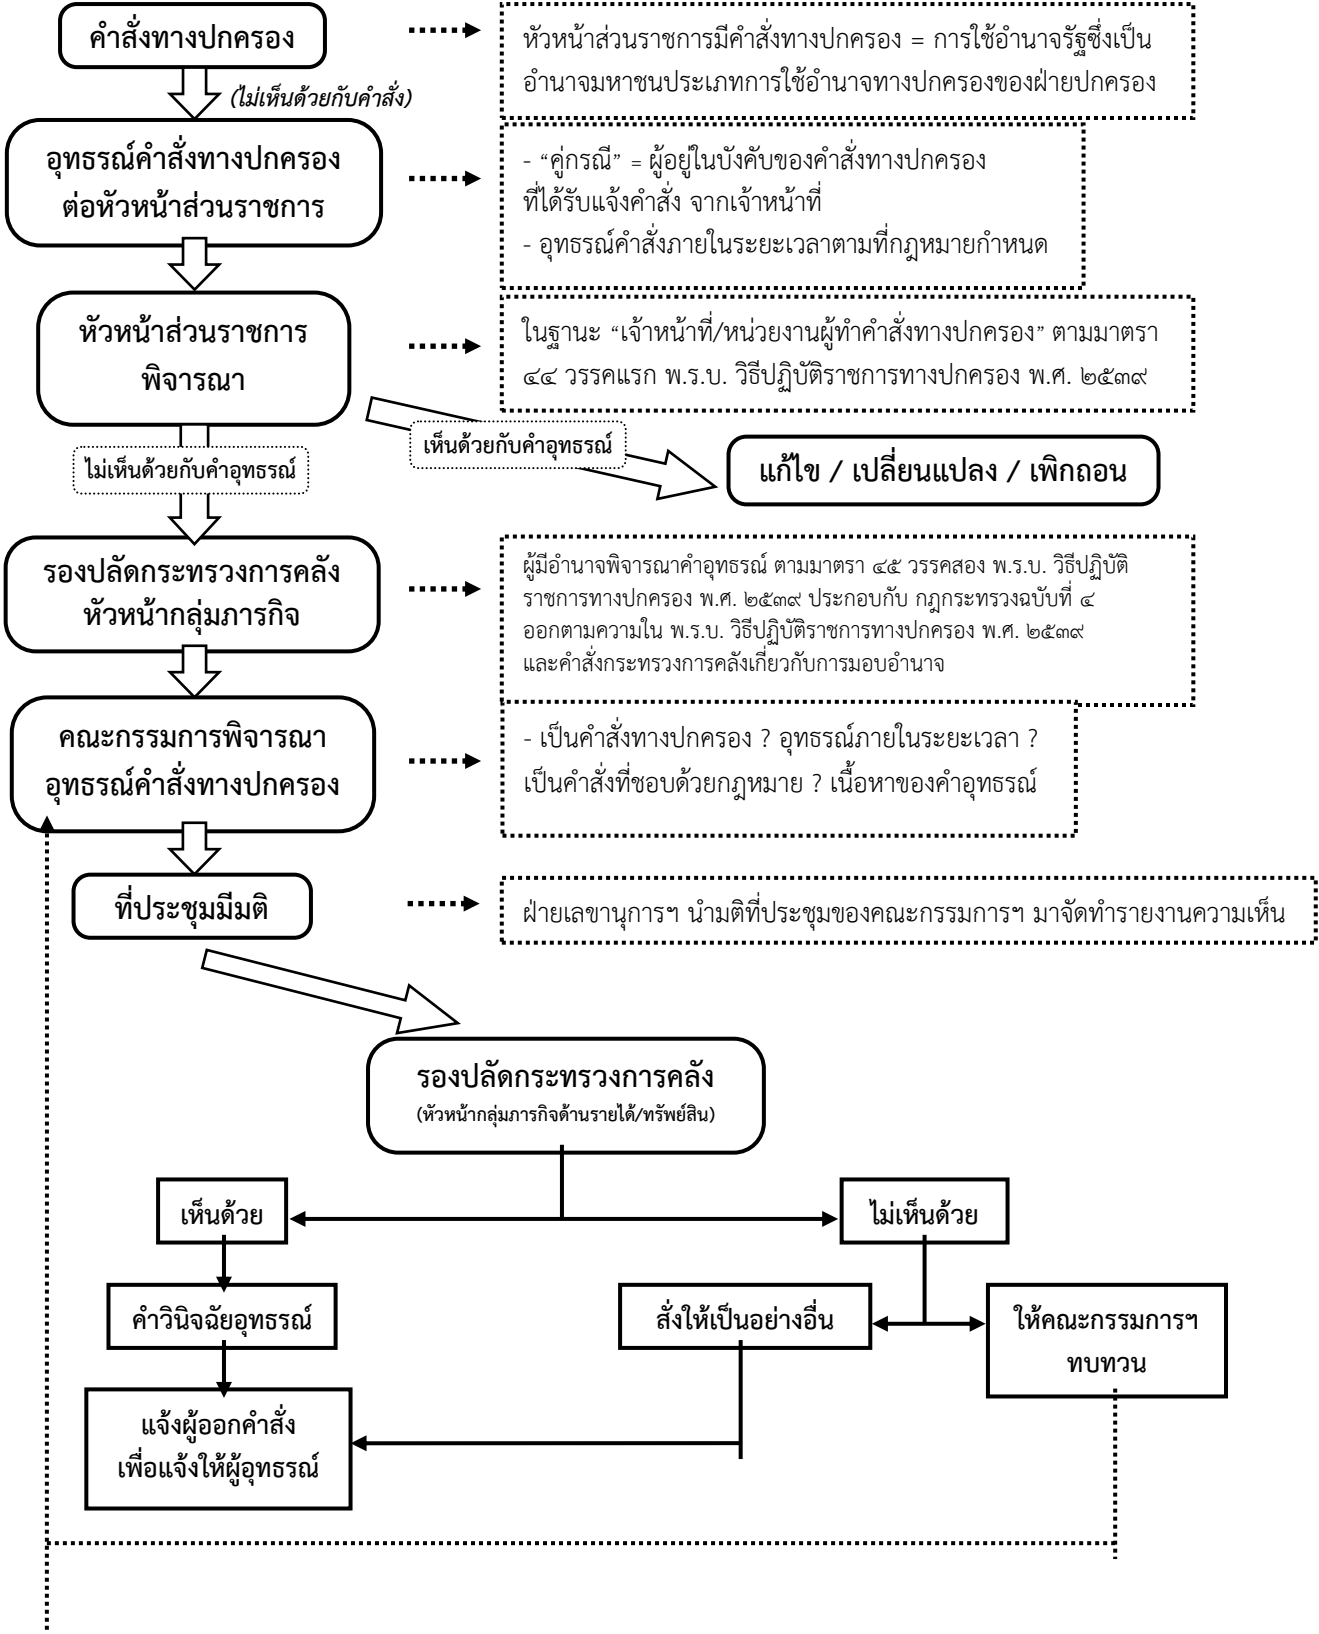 คำสั่งทางปกครอง
หัวหน้าส่วนราชการมีคำสั่งทางปกครอง = การใช้อำนาจรัฐซึ่งเป็น
อำนาจมหาชนประเภทการใช้อำนาจทางปกครองของฝ่ายปกครอง
(ไม่เห็นด้วยกับคำสั่ง)
อุทธรณ์คำสั่งทางปกครอง
ต่อหัวหน้าส่วนราชการ
- “คู่กรณี” = ผู้อยู่ในบังคับของคำสั่งทางปกครอง
ที่ได้รับแจ้งคำสั่ง จากเจ้าหน้าที่
- อุทธรณ์คำสั่งภายในระยะเวลาตามที่กฎหมายกำหนด
หัวหน้าส่วนราชการ
พิจารณา
ในฐานะ “เจ้าหน้าที่/หน่วยงานผู้ทำคำสั่งทางปกครอง” ตามมาตรา
๔๔ วรรคแรก พ.ร.บ. วิธีปฏิบัติราชการทางปกครอง พ.ศ. ๒๕๓๙
เห็นด้วยกับคำอุทธรณ์
ไม่เห็นด้วยกับคำอุทธรณ์
แก้ไข / เปลี่ยนแปลง / เพิกถอน
รองปลัดกระทรวงการคลัง
หัวหน้ากลุ่มภารกิจ
ผู้มีอำนาจพิจารณาคำอุทธรณ์ ตามมาตรา ๔๕ วรรคสอง พ.ร.บ. วิธีปฏิบัติ
ราชการทางปกครอง พ.ศ. ๒๕๓๙ ประกอบกับ กฎกระทรวงฉบับที่ ๔
ออกตามความใน พ.ร.บ. วิธีปฏิบัติราชการทางปกครอง พ.ศ. ๒๕๓๙
และคำสั่งกระทรวงการคลังเกี่ยวกับการมอบอำนาจ
คณะกรรมการพิจารณา
อุทธรณ์คำสั่งทางปกครอง
- เป็นคำสั่งทางปกครอง ? อุทธรณ์ภายในระยะเวลา ?
เป็นคำสั่งที่ชอบด้วยกฎหมาย ? เนื้อหาของคำอุทธรณ์
ที่ประชุมมีมติ
ฝ่ายเลขานุการฯ นำมติที่ประชุมของคณะกรรมการฯ มาจัดทำรายงานความเห็น
รองปลัดกระทรวงการคลัง
(หัวหน้ากลุ่มภารกิจด้านรายได้/ทรัพย์สิน)
เห็นด้วย
ไม่เห็นด้วย
คำวินิจฉัยอุทธรณ์
สั่งให้เป็นอย่างอื่น
ให้คณะกรรมการฯ
ทบทวน
แจ้งผู้ออกคำสั่ง
เพื่อแจ้งให้ผู้อุทธรณ์